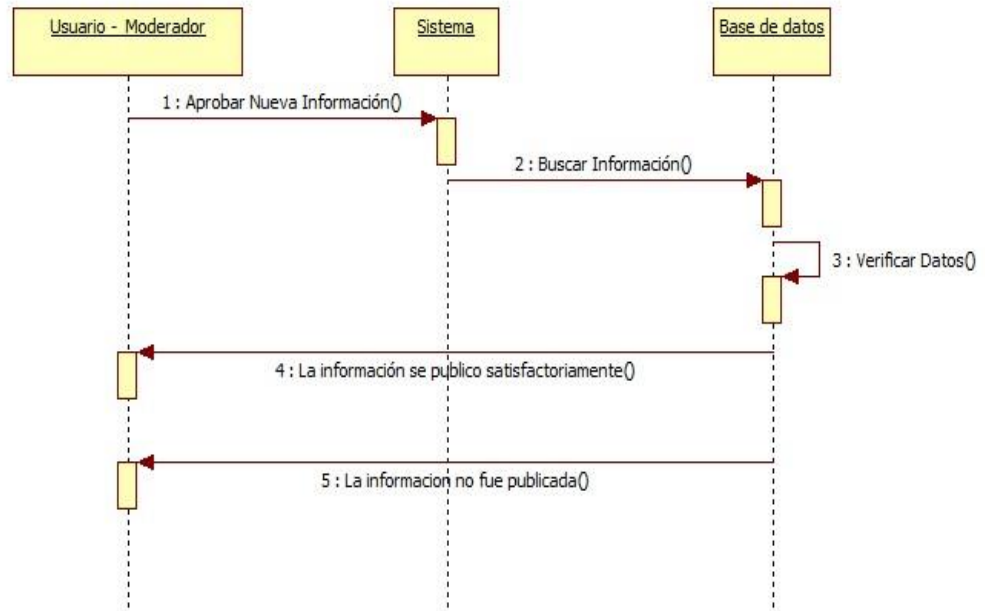 Usuario - Moderador
Sistema
Base de datos
1 : Aprobar Nueva Información()
2 : Buscar Información()
3 : Verificar Datos()
4 : La información se publico satisfactoriamente()
5 : La informacion no fue publicada()